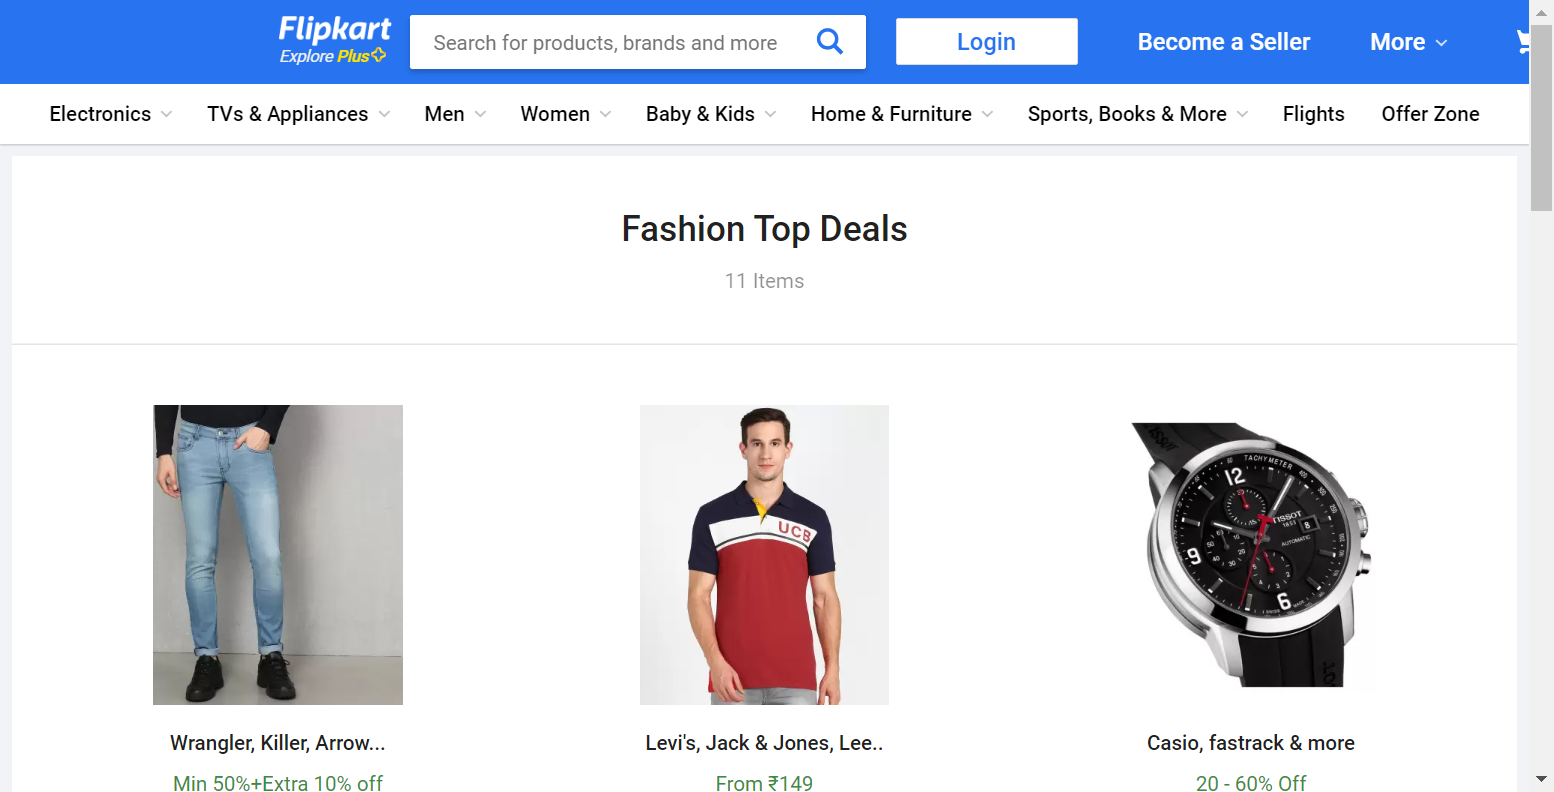 Flipkart
Explore Plus
Search for products, brands and more
Login
Become a Seller
More
Electronics
TVs & Appliances
Men
Women
Baby & Kids
Home & Furniture
Sports, Books & More
Flights
Offer Zone
Fashion Top Deals
11 Items
UCB
TISSOT
TACHYMETER
12
TISSOT
1853
8
AUTOMATIC
9
6
Wrangler, Killer, Arrow...
Levi's, Jack & Jones, Lee..
Casio, fastrack & more
Min 50%+Extra 10% off
From ₹149
20 - 60% Off